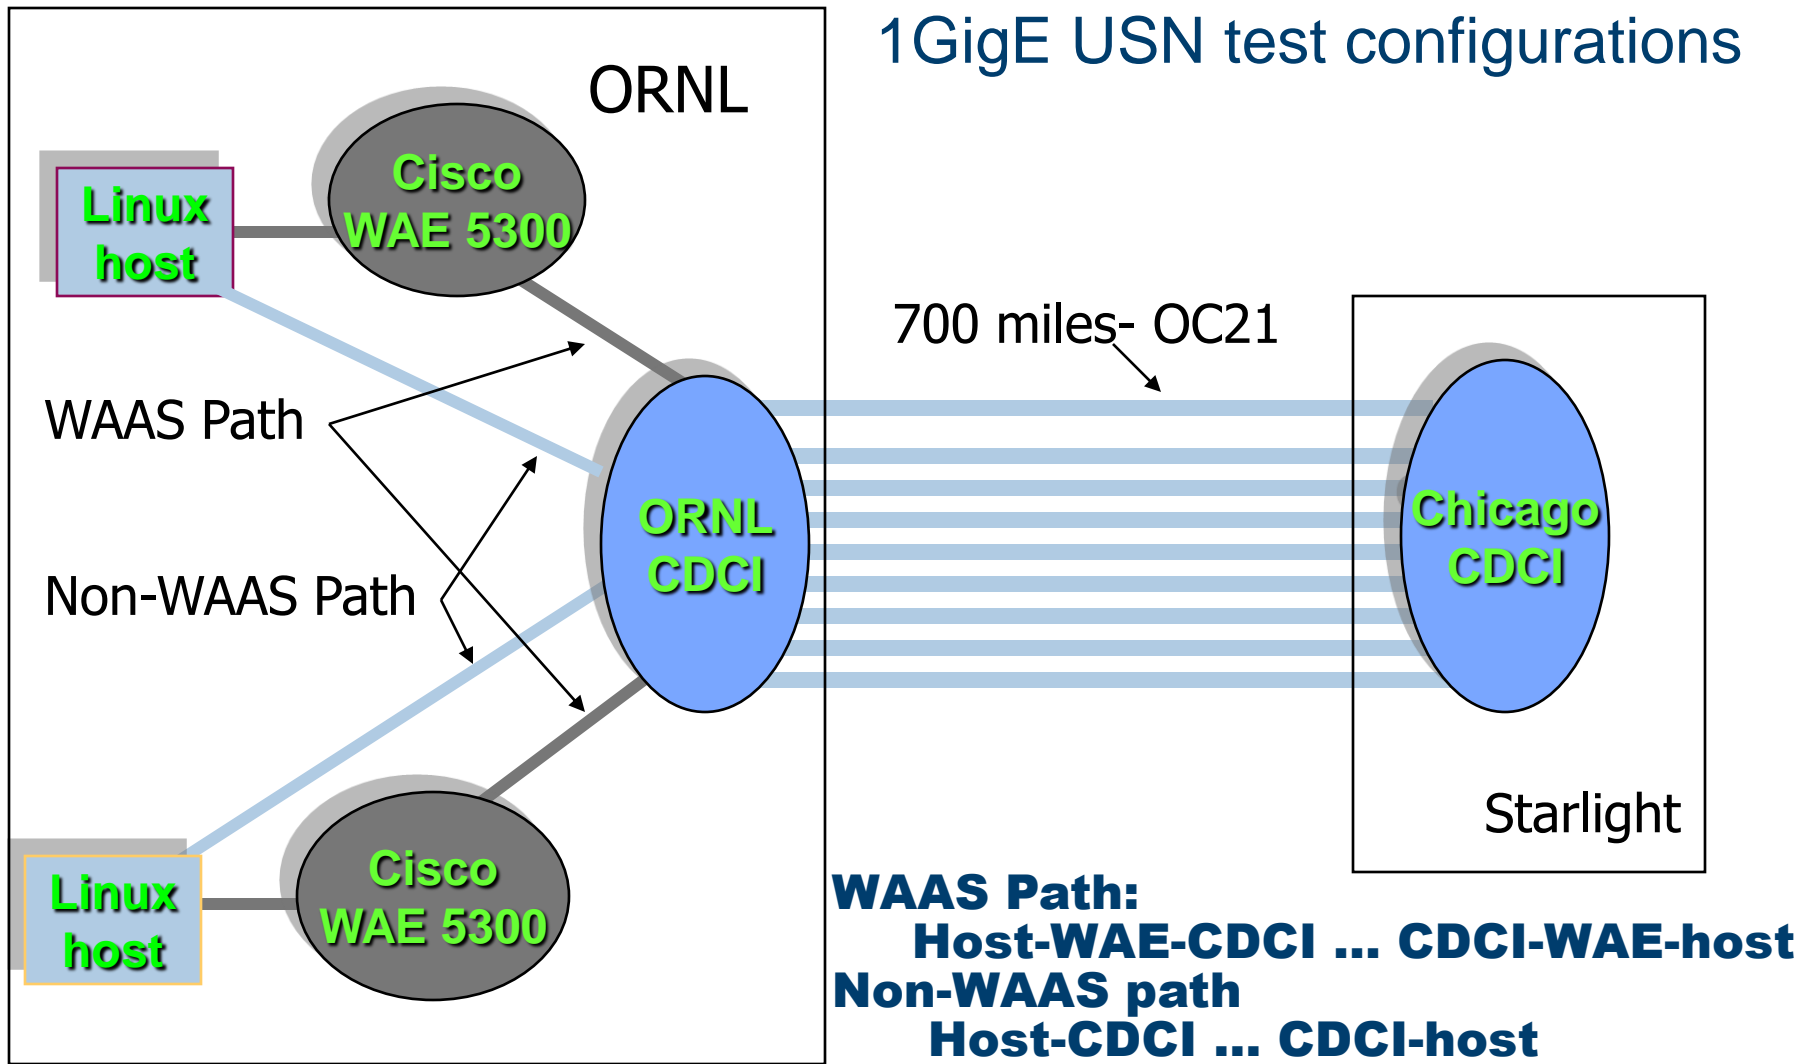 1GigE USN test configurations
ORNL
Cisco
WAE 5300
Linux
host
700 miles- OC21
WAAS Path
ORNL
CDCI
Chicago
CDCI
Non-WAAS Path
Starlight
Cisco
WAE 5300
Linux
host
WAAS Path:
Host-WAE-CDCI ... CDCI-WAE-host
Non-WAAS path
Host-CDCI ... CDCI-host